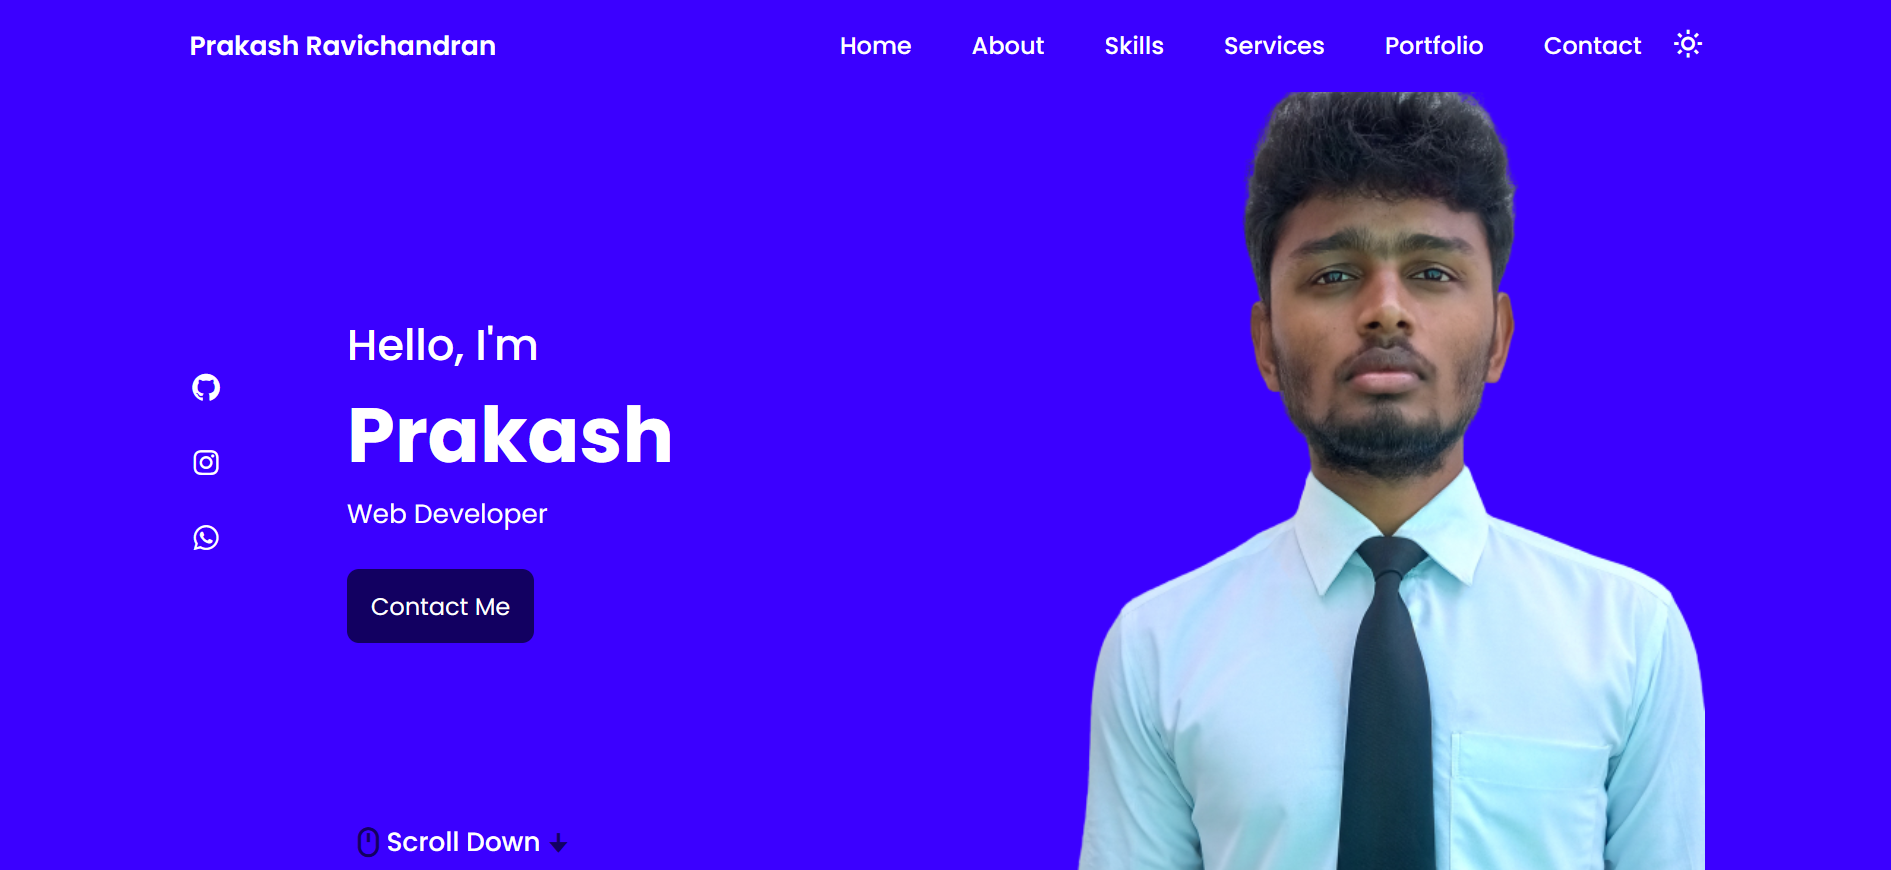 Prakash Ravichandran
Home About Skills Services Portfolio Contact
Hello, I'm
Prakash
Web Developer
Contact Me
Scroll Down